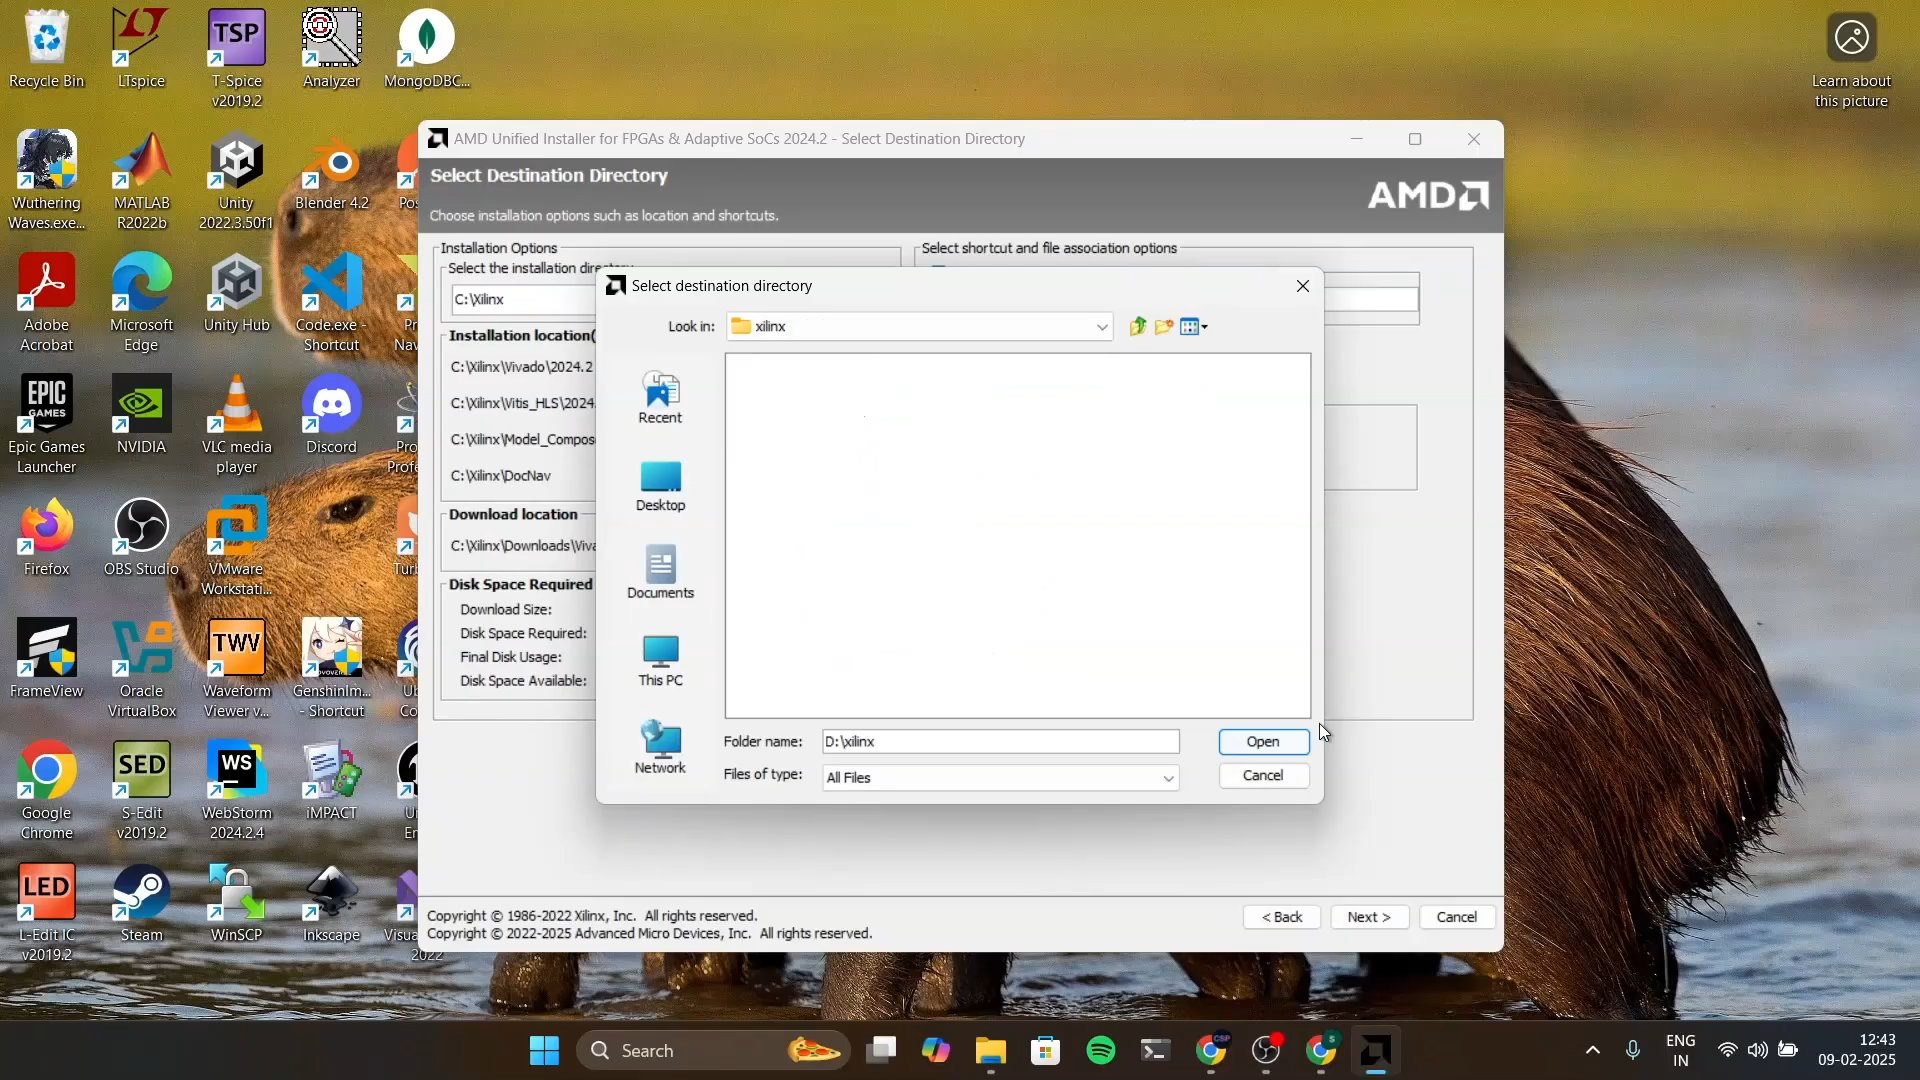 Recycle Bin
LTspice
TSP
T-Spice
v2019.2
Analyzer
MongoDBC...
Learn about
this picture
Wuthering
Waves.exe...
MATLAB
R2022b
Unity
2022.3.50f1
Blender 4.2
Adobe
Acrobat
Microsoft
Edge
Unity Hub
Code.exe -
Shortcut
EPIC
GAMES
Epic Games
Launcher
NVIDIA
VLC media
player
Discord
Firefox
OBS Studio
VMware
Workstati...
FrameView
Oracle
VirtualBox
TWV
Waveform
Viewer v...
GenshinIm...
- Shortcut
Google
Chrome
SED
S-Edit
v2019.2
WS
WebStorm
2024.2.4
iMPACT
LED
L-Edit IC
v2019.2
Steam
WinSCP
Inkscape
2022
AMD Unified Installer for FPGAs & Adaptive SoCs 2024.2 - Select Destination Directory
Select Destination Directory
Choose installation options such as location and shortcuts.
AMD
Installation Options
Select the installation directory
C:\Xilinx
Installation location(
C:\Xilinx\Vivado\2024.2
C:\Xilinx\Vitis_HLS\2024.
C:\Xilinx\Model_Compos
C:\Xilinx\DocNav
Download location
C:\Xilinx\Downloads\Viva
Disk Space Required
Download Size:
Disk Space Required:
Final Disk Usage:
Disk Space Available:
Select shortcut and file association options
Select destination directory
Look in:
xilinx
Recent
Desktop
Documents
This PC
Network
Folder name:
D:\xilinx
Open
Files of type:
All Files
Cancel
Copyright © 1986-2022 Xilinx, Inc. All rights reserved.
Copyright © 2022-2025 Advanced Micro Devices, Inc. All rights reserved.
< Back
Next >
Cancel
Search
CSP
S
ENG
IN
12:43
09-02-2025